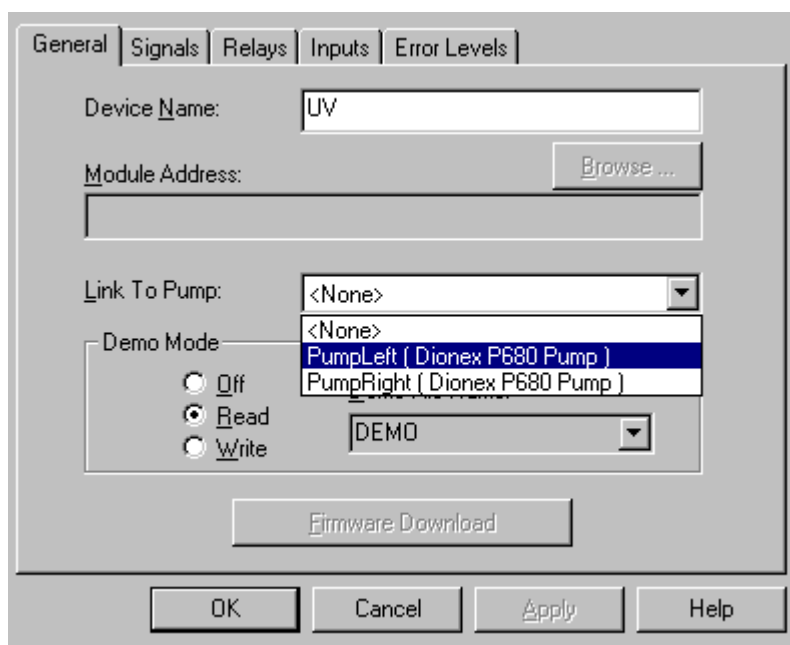 General Signals Relays Inputs Error Levels
Device Name: UV
Browse ...
Module Address:
Link To Pump: <None>
<None>
PumpLeft ( Dionex P680 Pump )
PumpRight ( Dionex P680 Pump )
Demo Mode
Off
Read
Write
DEMO
Firmware Download
OK Cancel Apply Help